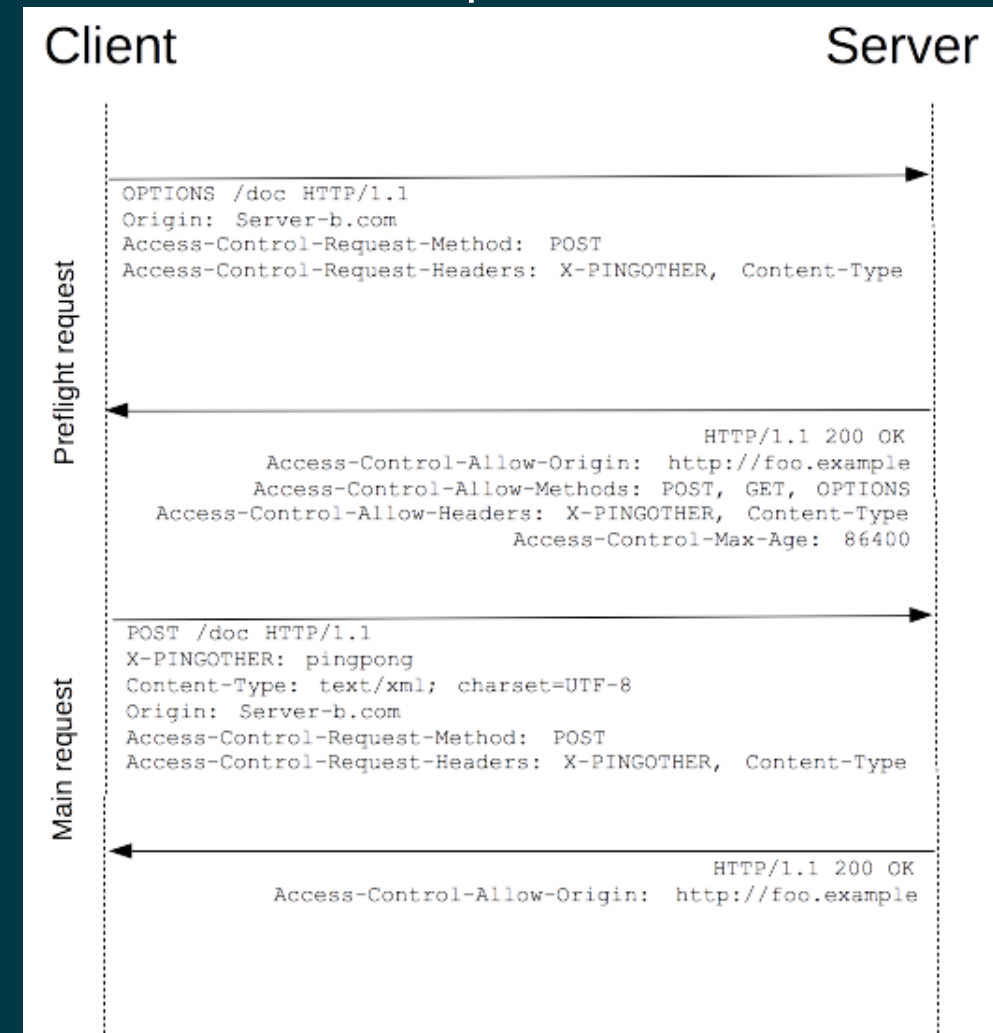 Client
Server
Preflight request
OPTIONS /doc HTTP/1.1
Origin: Server-b.com
Access-Control-Request-Method: POST
Access-Control-Request-Headers: X-PINGOTHER, Content-Type
HTTP/1.1 200 OK
Access-Control-Allow-Origin: http://foo.example
Access-Control-Allow-Methods: POST, GET, OPTIONS
Access-Control-Allow-Headers: X-PINGOTHER, Content-Type
Access-Control-Max-Age: 86400
Main request
POST /doc HTTP/1.1
X-PINGOTHER: pingpong
Content-Type: text/xml; charset=UTF-8
Origin: Server-b.com
Access-Control-Request-Method: POST
Access-Control-Request-Headers: X-PINGOTHER, Content-Type
HTTP/1.1 200 OK
Access-Control-Allow-Origin: http://foo.example